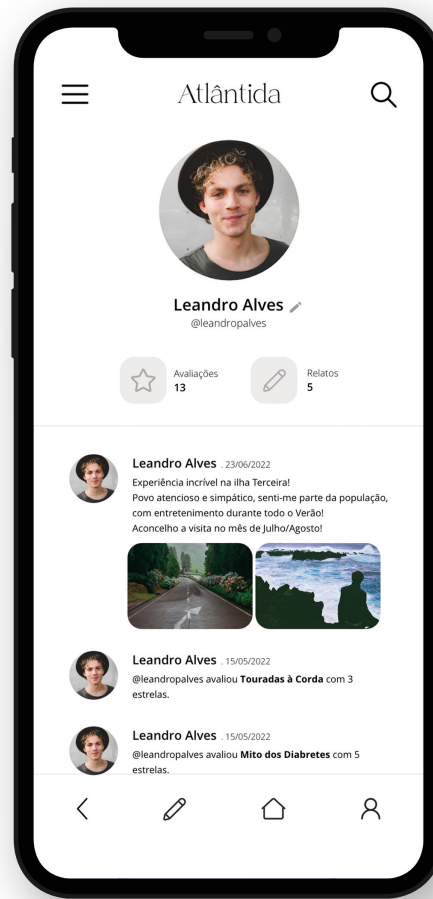 Atlântida
Leandro Alves
@leandropalves
Avaliações
13
Relatos
5
Leandro Alves . 23/06/2022
Experiência incrível na ilha Terceira!
Povo atencioso e simpático, senti-me parte da população,
com entretenimento durante todo o Verão!
Aconcelho a visita no mês de Julho/Agosto!
Leandro Alves . 15/05/2022
@leandropalves avaliou Touradas à Corda com 3
estrelas.
Leandro Alves . 15/05/2022
@leandropalves avaliou Mito dos Diabretes com 5
estrelas.